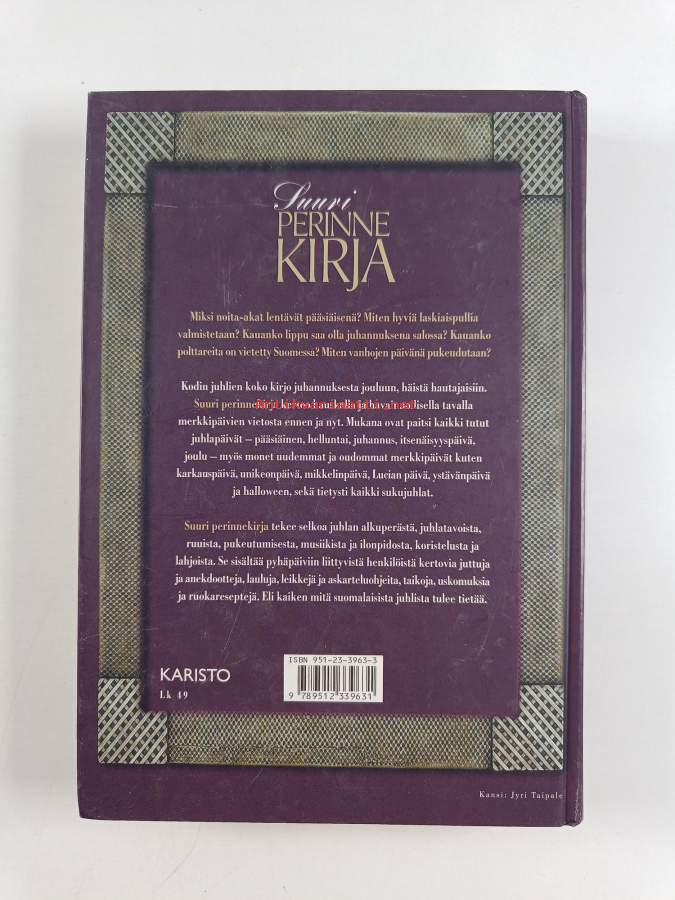 Suuri
PERINNE
KIRJA
Miksi noita-akat lentävät pääsiäisenä? Miten hyviä laskiaispullia
valmistetaan? Kauanko lippu saa olla juhannuksena salossa? Kauanko
polttareita on vietetty Suomessa? Miten vanhojen päivänä pukeudutaan?
Kodin juhlien koko kirjo juhannuksesta jouluun, häistä hautajaisiin.
Suuri perinnekirja kertoo hauskalla ja havainnollisella tavalla
merkkipäivien vietosta ennen ja nyt. Mukana ovat paitsi kaikki tutut
juhlapäivät – pääsiäinen, helluntai, juhannus, itsenäisyyspäivä,
joulu – myös monet uudemmat ja oudommat merkkipäivät kuten
karkauspäivä, unikeonpäivä, mikkelinpäivä, Lucian päivä, ystävänpäivä
ja halloween, sekä tietysti kaikki sukujuhlat.
Suuri perinnekirja tekee selkoa juhlan alkuperästä, juhlatavoista,
ruuista, pukeutumisesta, musiikista ja ilonpidosta, koristelusta ja
lahjoista. Se sisältää pyhäpäiviin liittyvistä henkilöistä kertovia juttuja
ja anekdootteja, lauluja, leikkejä ja askarteluohjeita, taikoja, uskomuksia
ja ruokareseptejä. Eli kaiken mitä suomalaisista juhlista tulee tietää.
ISBN 951-23-3963-3
9 789512 339631
KARISTO
Lk 49
Kansi: Jyri Taipale